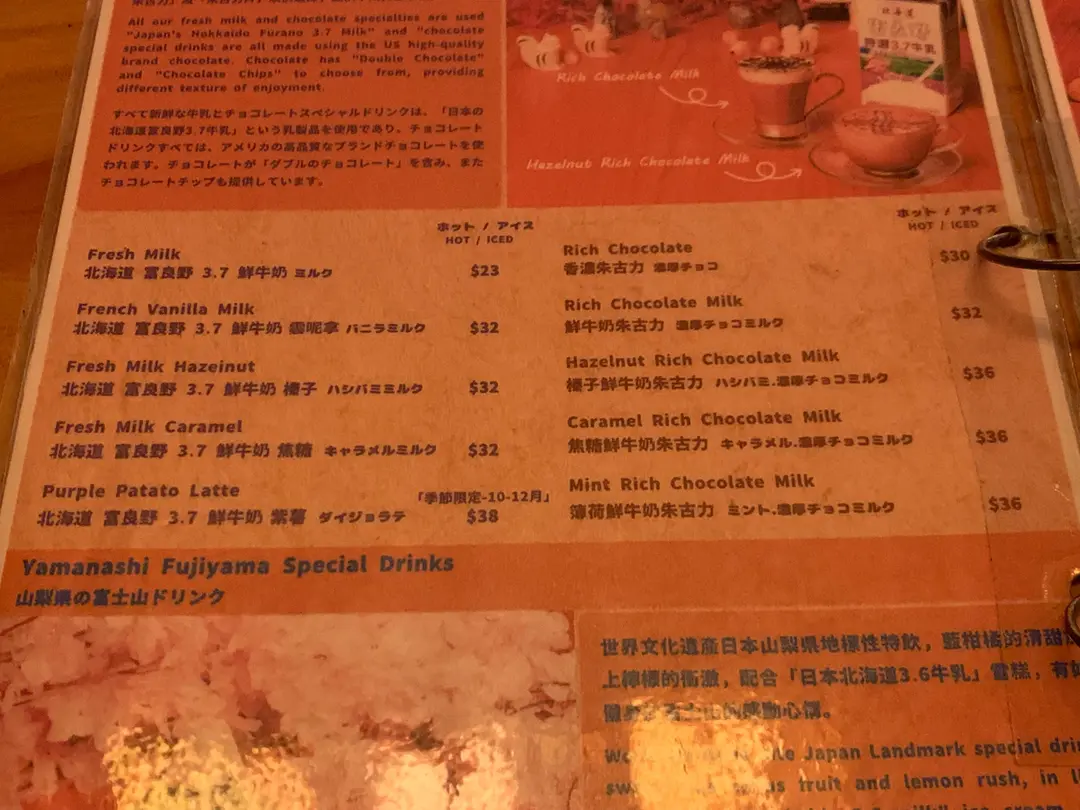 All our fresh milk and chocolate specialties are used
"Japan's Hokkaido Furano 3.7 Milk" and "chocolate
special drinks are all made using the US high-quality
brand chocolate. Chocolate has "Double Chocolate"
and "Chocolate Chips" to choose from, providing
different texture of enjoyment.
すべて新鮮な牛乳とチョコレートスペシャルドリンクは、「日本の
北海道富良野3.7牛乳」という乳製品を使用であり、チョコレート
ドリンクすべては、アメリカの高品質なブランドチョコレートを使
われます。チョコレートが「ダブルのチョコレート」を含み、また
チョコレートチップも提供しています。
北海道
特選3.7牛乳
Rich Chocolate Milk
Hazelnut Rich Chocolate Milk
ホット / アイス
HOT / ICED
Fresh Milk
北海道 富良野 3.7 鮮牛奶 ミルク $23
French Vanilla Milk
北海道 富良野 3.7 鮮牛奶 雲呢拿 バニラミルク $32
Fresh Milk Hazeinut
北海道 富良野 3.7 鮮牛奶 榛子 ハシバミミルク $32
Fresh Milk Caramel
北海道 富良野 3.7 鮮牛奶 焦糖 キャラメルミルク $32
Purple Patato Latte 「季節限定-10-12月」
北海道 富良野 3.7 鮮牛奶 紫薯 ダイジョラテ $38
ホット / アイス
HOT / ICED
Rich Chocolate $30
香濃朱古力 濃厚チョコ
Rich Chocolate Milk $32
鮮牛奶朱古力 濃厚チョコミルク
Hazelnut Rich Chocolate Milk $36
榛子鮮牛奶朱古力 ハシバミ.濃厚チョコミルク
Caramel Rich Chocolate Milk $36
焦糖鮮牛奶朱古力 キャラメル.濃厚チョコミルク
Mint Rich Chocolate Milk $36
薄荷鮮牛奶朱古力 ミント.濃厚チョコミルク
Yamanashi Fujiyama Special Drinks
山梨県の富士山ドリンク
世界文化遺產日本山梨県地標性特飲，藍柑橘的清甜
上檸檬的衝激，配合「日本北海道3.6牛乳」雪糕，有
感動心情。
Japan Landmark special
fruit and lemon rush, in